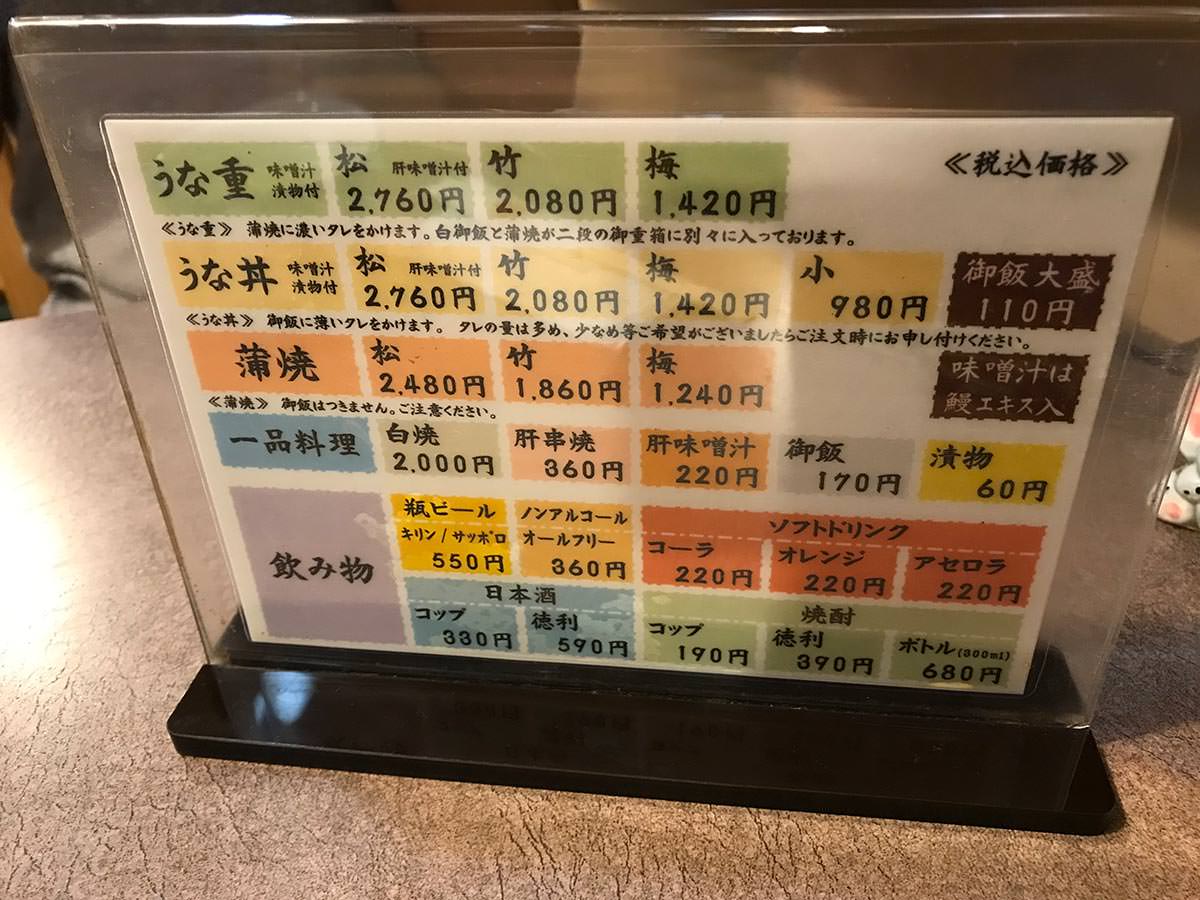 《税込価格》
うな重 味噌汁 漬物付 松 肝味噌汁付 2,760円 竹 2,080円 梅 1,420円
《うな重》 蒲焼に濃いタレをかけます。白御飯と蒲焼が二段の御重箱に別々に入っております。
うな丼 味噌汁 漬物付 松 肝味噌汁付 2,760円 竹 2,080円 梅 1,420円 小 980円 御飯大盛 110円
《うな丼》 御飯に薄いタレをかけます。 タレの量は多め、少なめ等ご希望がございましたらご注文時にお申し付けください。
蒲焼 松 2,480円 竹 1,860円 梅 1,240円 味噌汁は 鰻エキス入
《蒲焼》 御飯はつきません。ご注意ください。
一品料理 白焼 2,000円 肝串焼 360円 肝味噌汁 220円 御飯 170円 漬物 60円
飲み物
瓶ビール キリン/サッポロ 550円
ノンアルコール オールフリー 360円
ソフトドリンク
コーラ 220円 オレンジ 220円 アセロラ 220円
日本酒
コップ 330円 徳利 590円
焼酎
コップ 190円 徳利 390円 ボトル(300ml) 680円